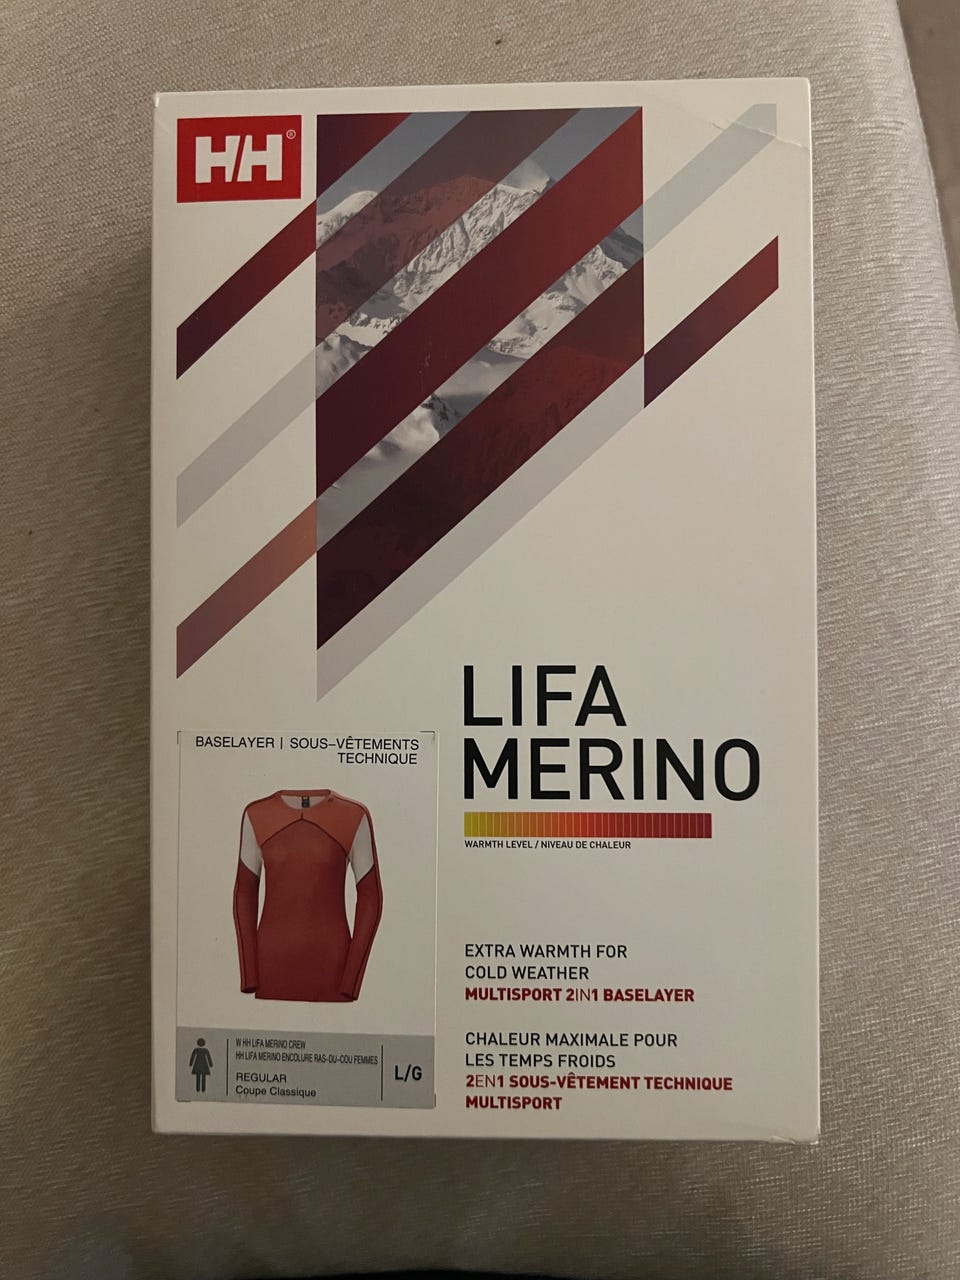 H/H®
LIFA
MERINO
WARMTH LEVEL / NIVEAU DE CHALEUR
BASELAYER | SOUS-VÊTEMENTS
TECHNIQUE
W HH LIFA MERINO CREW
HH LIFA MERINO ENCOLURE RAS-DU-COU FEMMES
REGULAR
Coupe Classique
L/G
EXTRA WARMTH FOR
COLD WEATHER
MULTISPORT 2IN1 BASELAYER
CHALEUR MAXIMALE POUR
LES TEMPS FROIDS
2EN1 SOUS-VÊTEMENT TECHNIQUE
MULTISPORT